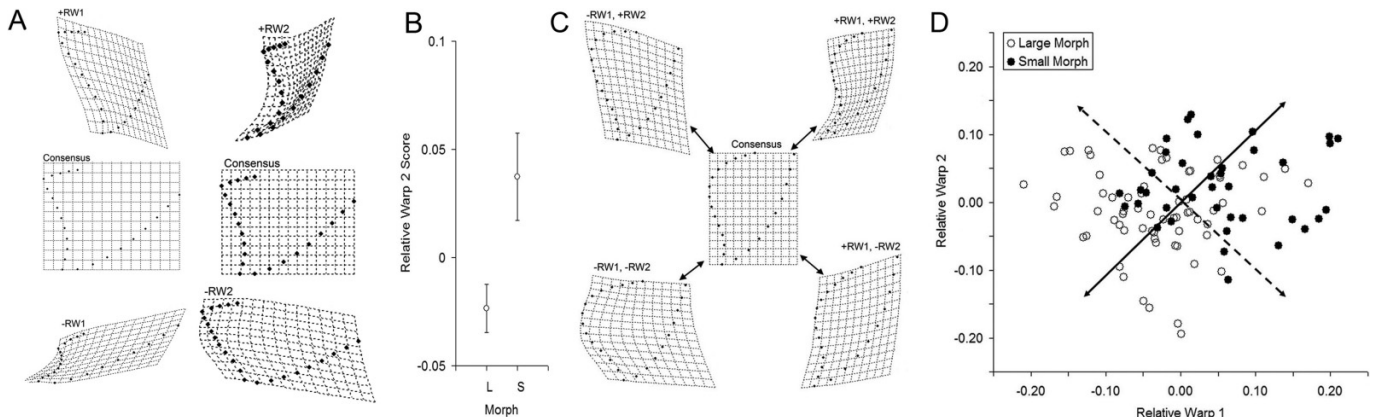 A
+RW1
+RW2
Consensus
Consensus
-RW1
-RW2
B
0.1
0.05
0
-0.05
Relative Warp 2 Score
L S
Morph
C
-RW1, +RW2
+RW1, +RW2
Consensus
-RW1, -RW2
+RW1, -RW2
D
Large Morph
Small Morph
0.20
0.10
0.00
-0.10
-0.20
Relative Warp 2
-0.20 -0.10 0.00 0.10 0.20
Relative Warp 1